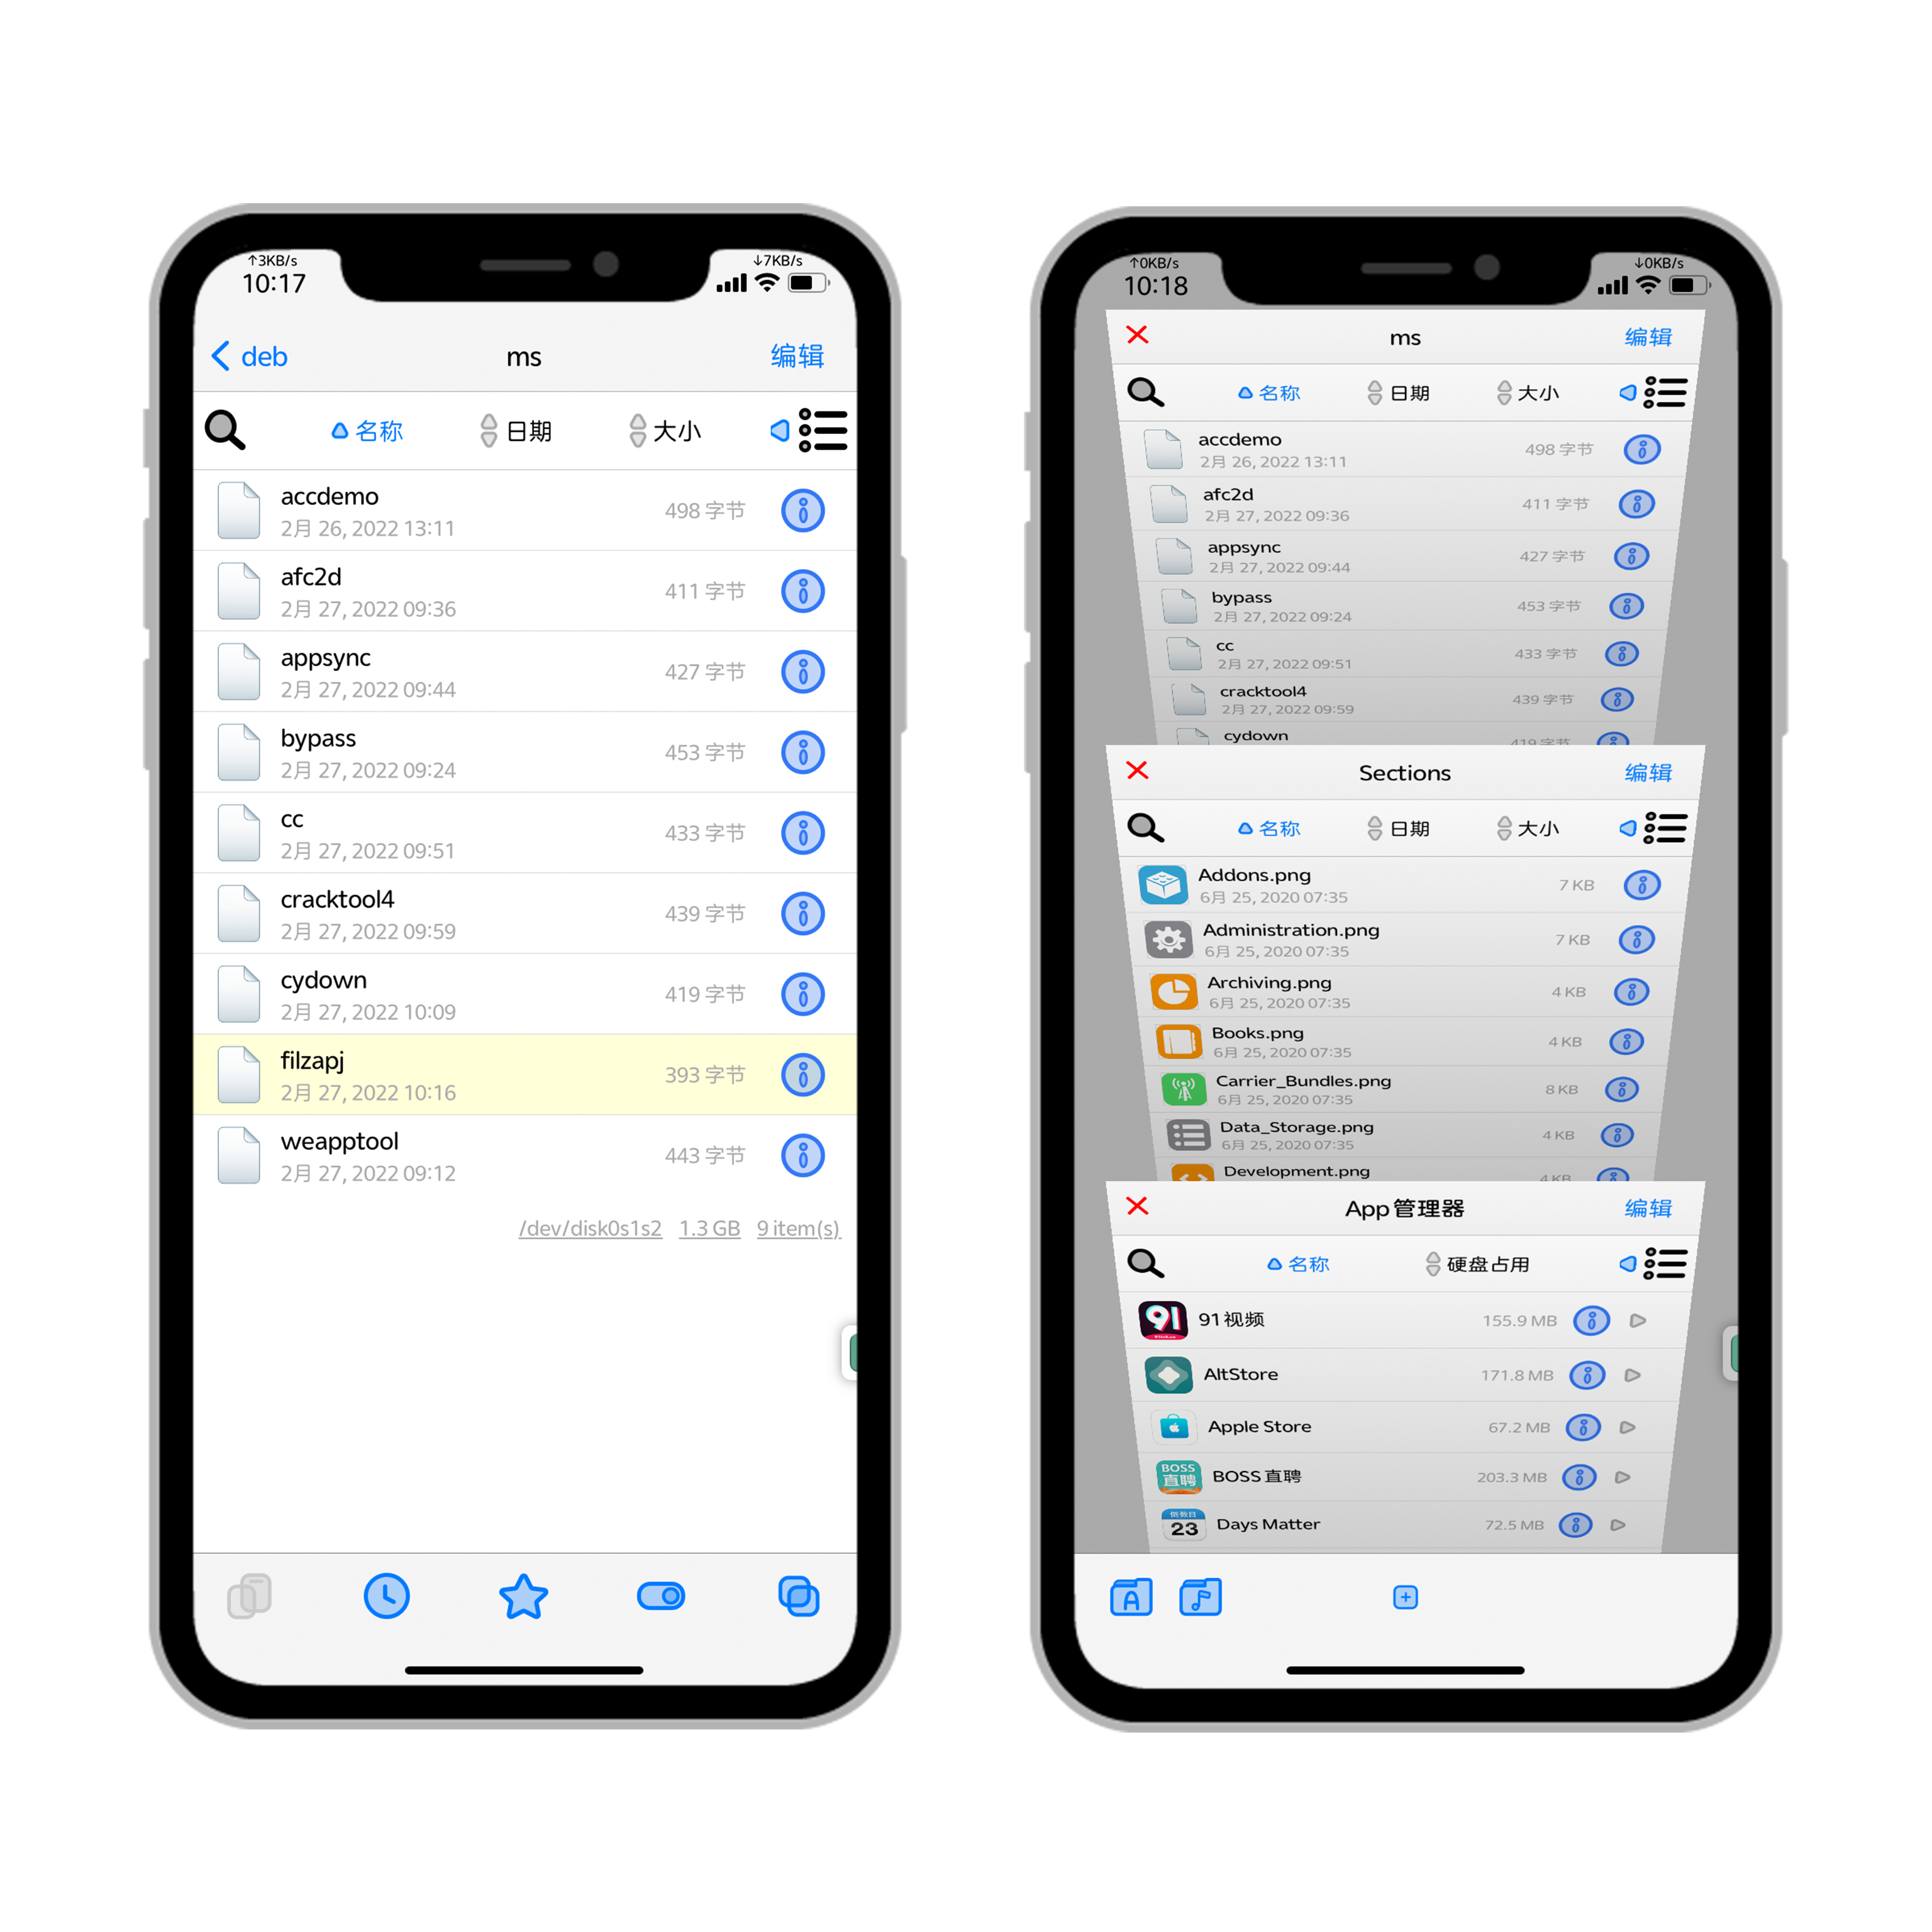 ↑3KB/s
↓7KB/s
10:17
deb
ms
编辑
名称
日期
大小
accdemo
498 字节
2月 26, 2022 13:11
afc2d
411 字节
2月 27, 2022 09:36
appsync
427 字节
2月 27, 2022 09:44
bypass
453 字节
2月 27, 2022 09:24
cc
433 字节
2月 27, 2022 09:51
cracktool4
439 字节
2月 27, 2022 09:59
cydown
419 字节
2月 27, 2022 10:09
filzapj
393 字节
2月 27, 2022 10:16
weapptool
443 字节
2月 27, 2022 09:12
/dev/disk0s1s2 1.3 GB 9 item(s)
↑0KB/s
↓0KB/s
10:18
ms
编辑
名称
日期
大小
accdemo
498 字节
2月 26, 2022 13:11
afc2d
411 字节
2月 27, 2022 09:36
appsync
427 字节
2月 27, 2022 09:44
bypass
453 字节
2月 27, 2022 09:24
cc
433 字节
2月 27, 2022 09:51
cracktool4
439 字节
2月 27, 2022 09:59
cydown
419 字节
Sections
编辑
名称
日期
大小
Addons.png
7 KB
6月 25, 2020 07:35
Administration.png
7 KB
6月 25, 2020 07:35
Archiving.png
4 KB
6月 25, 2020 07:35
Books.png
4 KB
6月 25, 2020 07:35
Carrier_Bundles.png
8 KB
6月 25, 2020 07:35
Data_Storage.png
4 KB
6月 25, 2020 07:35
Development.png
4 KB
App 管理器
编辑
名称
硬盘占用
91
91 视频
155.9 MB
AltStore
171.8 MB
Apple Store
67.2 MB
BOSS
直聘
BOSS 直聘
203.3 MB
倒数日
23
Days Matter
72.5 MB
A